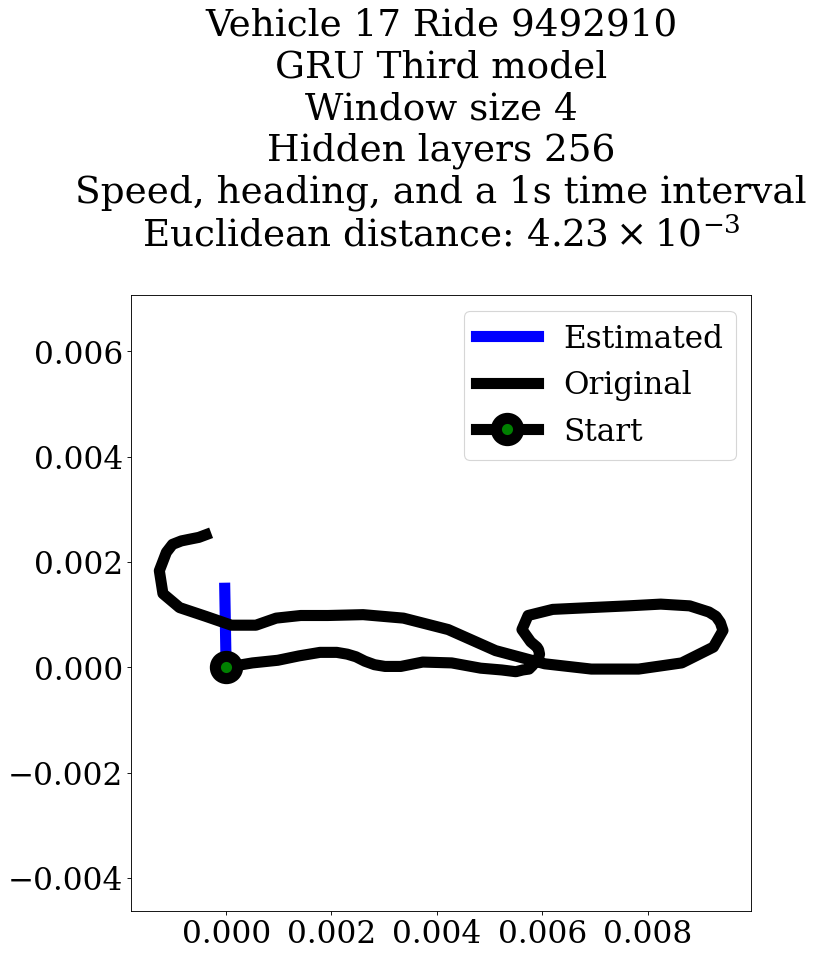 Vehicle 17 Ride 9492910
GRU Third model
Window size 4
Hidden layers 256
Speed, heading, and a 1s time interval
Euclidean distance: 4.23 × 10⁻³
Estimated
Original
Start
0.006
0.004
0.002
0.000
−0.002
−0.004
0.000 0.002 0.004 0.006 0.008